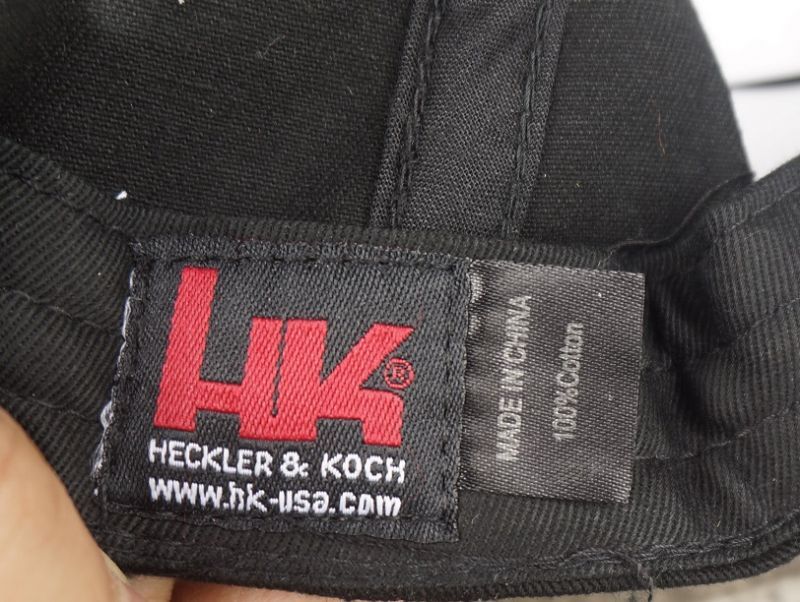 HK®
HECKLER & KOCH
www.hk-usa.com
MADE IN CHINA
100%Cotton